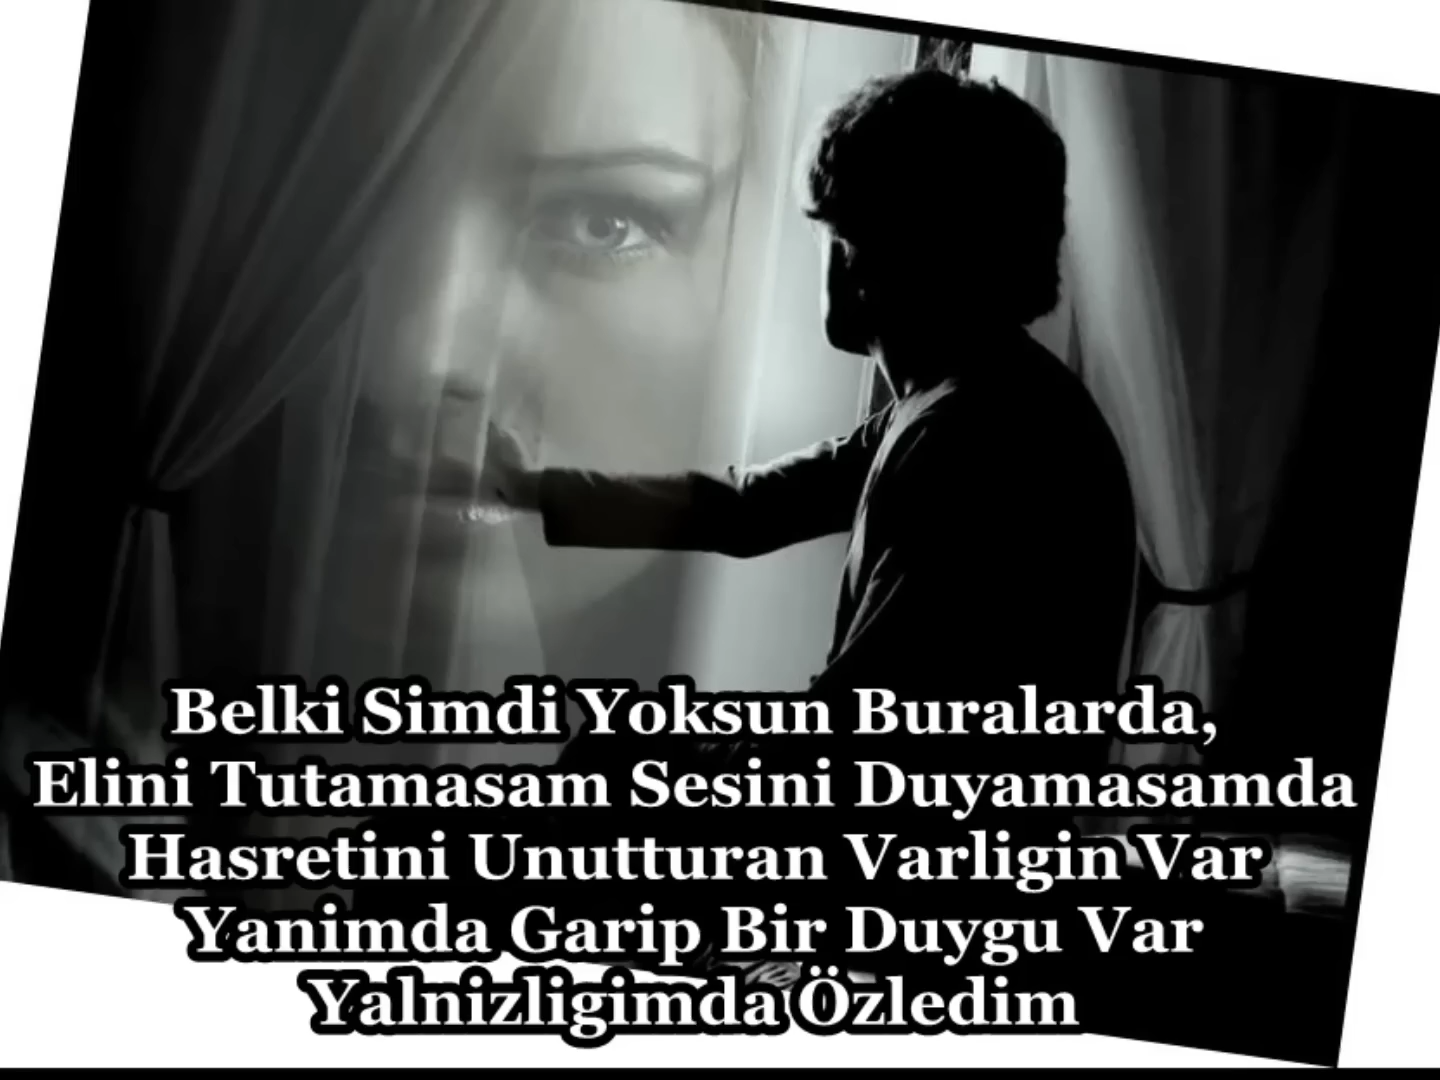 Belki Simdi Yoksun Buralarda,
Elini Tutamasam Sesini Duyamasamda
Hasretini Unutturan Varligin Var
Yanimda Garip Bir Duygu Var
Yalnizligimda Özledim